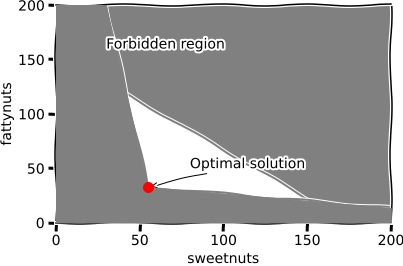 200
Forbidden region
150
fattynuts
100
50
Optimal solution
0
0 50 100 150 200
sweetnuts